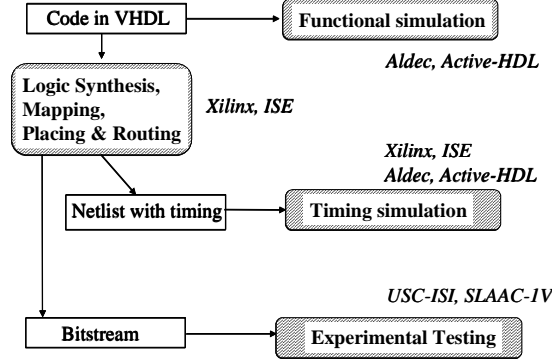 Code in VHDL
Functional simulation
Aldec, Active-HDL
Logic Synthesis,
Mapping,
Placing & Routing
Xilinx, ISE
Xilinx, ISE
Aldec, Active-HDL
Netlist with timing
Timing simulation
USC-ISI, SLAAC-1V
Bitstream
Experimental Testing